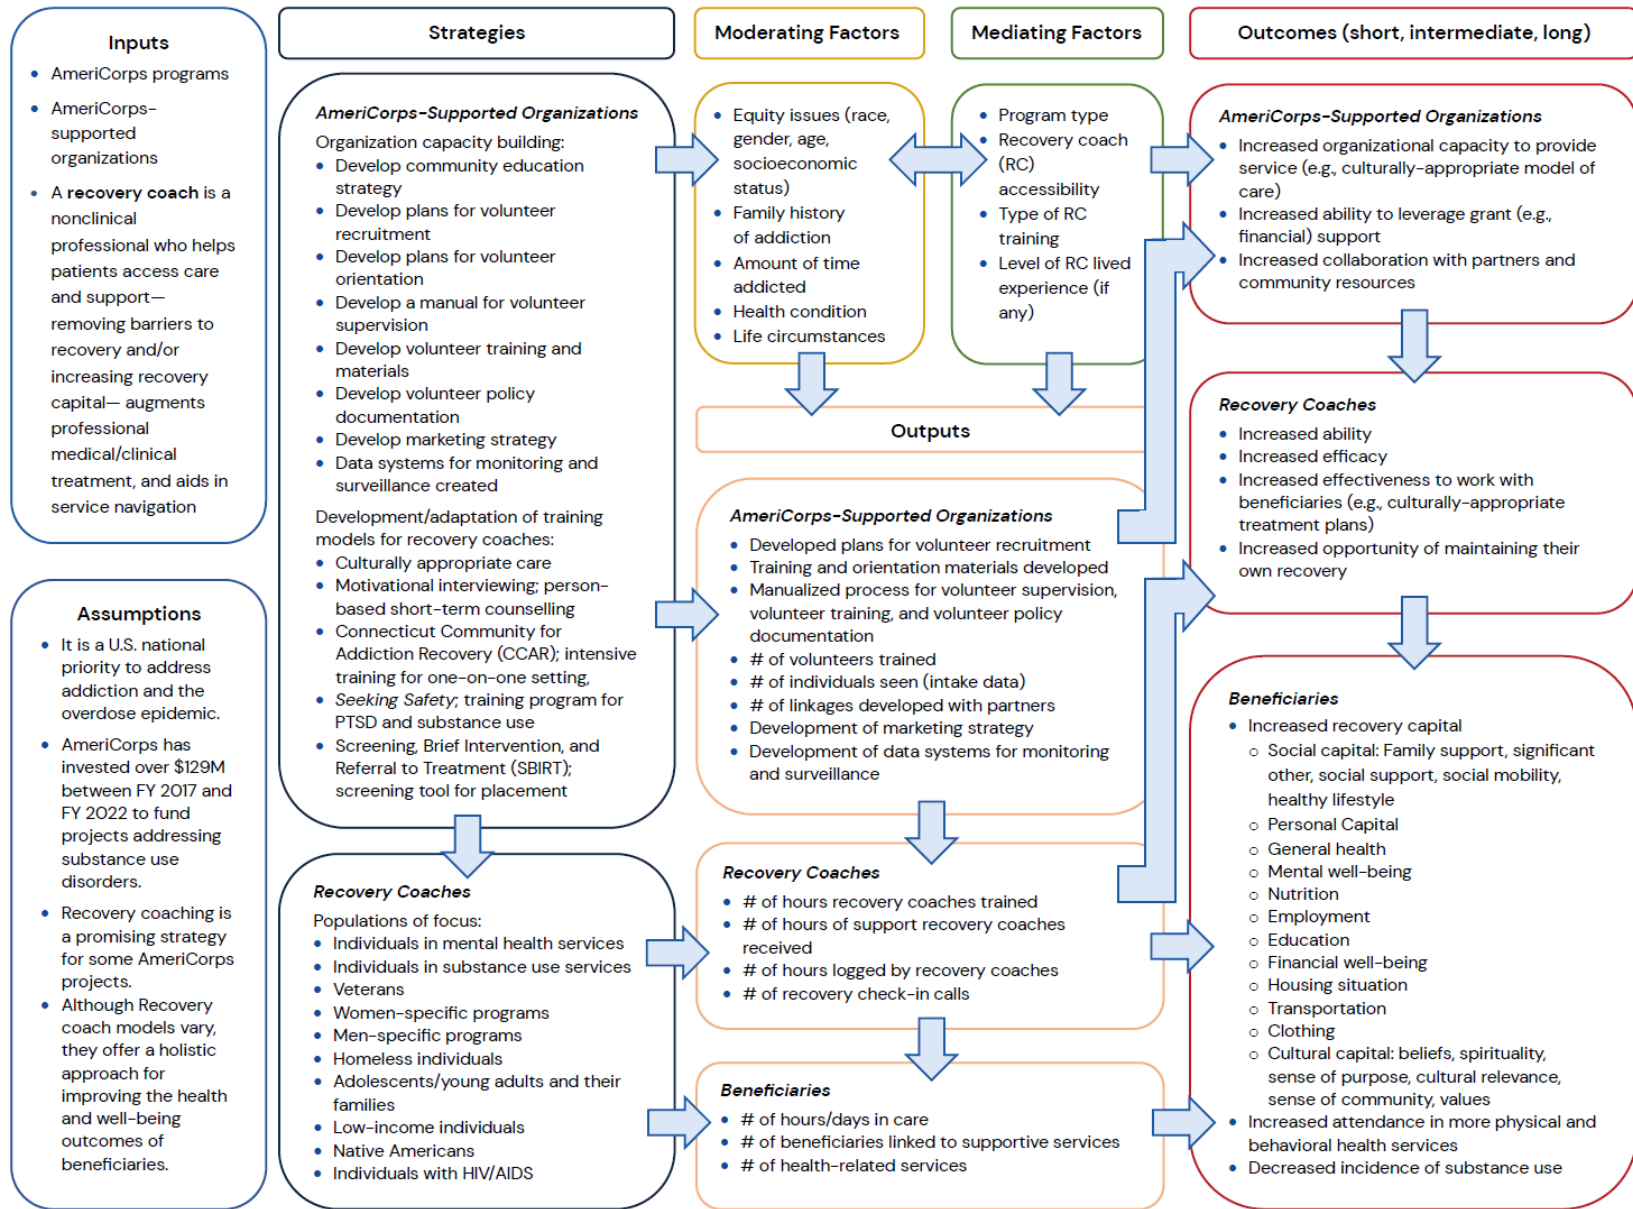 Inputs
• AmeriCorps programs
• AmeriCorps-
supported
organizations
• A recovery coach is a
nonclinical
professional who helps
patients access care
and support—
removing barriers to
recovery and/or
increasing recovery
capital— augments
professional
medical/clinical
treatment, and aids in
service navigation
Assumptions
• It is a U.S. national
priority to address
addiction and the
overdose epidemic.
• AmeriCorps has
invested over $129M
between FY 2017 and
FY 2022 to fund
projects addressing
substance use
disorders.
• Recovery coaching is
a promising strategy
for some AmeriCorps
projects.
• Although Recovery
coach models vary,
they offer a holistic
approach for
improving the health
and well-being
outcomes of
beneficiaries.
Strategies
AmeriCorps-Supported Organizations
Organization capacity building:
• Develop community education
strategy
• Develop plans for volunteer
recruitment
• Develop plans for volunteer
orientation
• Develop a manual for volunteer
supervision
• Develop volunteer training and
materials
• Develop volunteer policy
documentation
• Develop marketing strategy
• Data systems for monitoring and
surveillance created
Development/adaptation of training
models for recovery coaches:
• Culturally appropriate care
• Motivational interviewing; person-
based short-term counselling
• Connecticut Community for
Addiction Recovery (CCAR); intensive
training for one-on-one setting,
• Seeking Safety; training program for
PTSD and substance use
• Screening, Brief Intervention, and
Referral to Treatment (SBIRT);
screening tool for placement
Recovery Coaches
Populations of focus:
• Individuals in mental health services
• Individuals in substance use services
• Veterans
• Women-specific programs
• Men-specific programs
• Homeless individuals
• Adolescents/young adults and their
families
• Low-income individuals
• Native Americans
• Individuals with HIV/AIDS
Moderating Factors
• Equity issues (race,
gender, age,
socioeconomic
status)
• Family history
of addiction
• Amount of time
addicted
• Health condition
• Life circumstances
Mediating Factors
• Program type
• Recovery coach
(RC)
accessibility
• Type of RC
training
• Level of RC lived
experience (if
any)
Outputs
AmeriCorps-Supported Organizations
• Developed plans for volunteer recruitment
• Training and orientation materials developed
• Manualized process for volunteer supervision,
volunteer training, and volunteer policy
documentation
• # of volunteers trained
• # of individuals seen (intake data)
• # of linkages developed with partners
• Development of marketing strategy
• Development of data systems for monitoring
and surveillance
Recovery Coaches
• # of hours recovery coaches trained
• # of hours of support recovery coaches
received
• # of hours logged by recovery coaches
• # of recovery check-in calls
Beneficiaries
• # of hours/days in care
• # of beneficiaries linked to supportive services
• # of health-related services
Outcomes (short, intermediate, long)
AmeriCorps-Supported Organizations
• Increased organizational capacity to provide
service (e.g., culturally-appropriate model of
care)
• Increased ability to leverage grant (e.g.,
financial) support
• Increased collaboration with partners and
community resources
Recovery Coaches
• Increased ability
• Increased efficacy
• Increased effectiveness to work with
beneficiaries (e.g., culturally-appropriate
treatment plans)
• Increased opportunity of maintaining their
own recovery
Beneficiaries
• Increased recovery capital
o Social capital: Family support, significant
other, social support, social mobility,
healthy lifestyle
o Personal Capital
o General health
o Mental well-being
o Nutrition
o Employment
o Education
o Financial well-being
o Housing situation
o Transportation
o Clothing
o Cultural capital: beliefs, spirituality,
sense of purpose, cultural relevance,
sense of community, values
• Increased attendance in more physical and
behavioral health services
• Decreased incidence of substance use